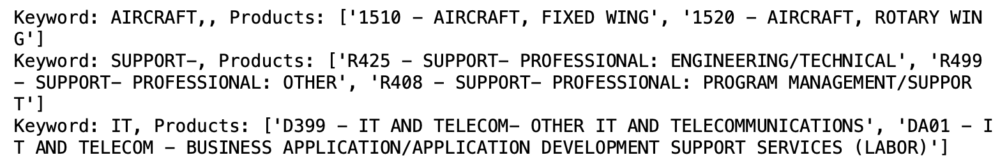 Keyword: AIRCRAFT,, Products: ['1510 – AIRCRAFT, FIXED WING', '1520 – AIRCRAFT, ROTARY WIN
G']
Keyword: SUPPORT–, Products: ['R425 – SUPPORT– PROFESSIONAL: ENGINEERING/TECHNICAL', 'R499
– SUPPORT– PROFESSIONAL: OTHER', 'R408 – SUPPORT– PROFESSIONAL: PROGRAM MANAGEMENT/SUPPOR
T']
Keyword: IT, Products: ['D399 – IT AND TELECOM– OTHER IT AND TELECOMMUNICATIONS', 'DA01 – I
T AND TELECOM – BUSINESS APPLICATION/APPLICATION DEVELOPMENT SUPPORT SERVICES (LABOR)']